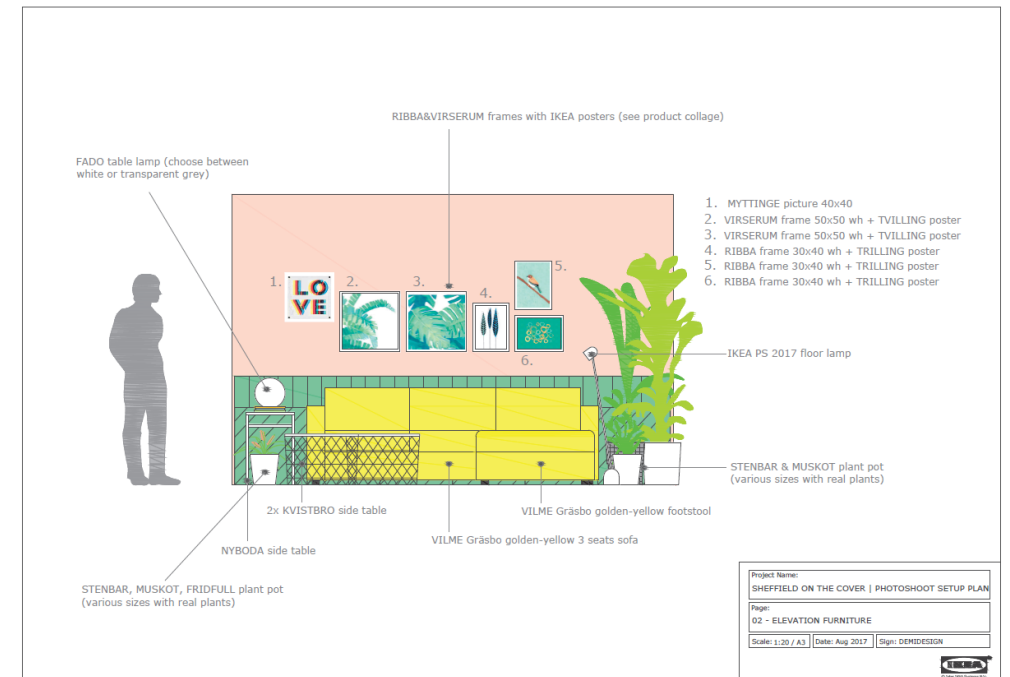 RIBBA&VIRSERUM frames with IKEA posters (see product collage)
FADO table lamp (choose between
white or transparent grey)
1. MYTTINGE picture 40x40
2. VIRSERUM frame 50x50 wh + TVILLING poster
3. VIRSERUM frame 50x50 wh + TVILLING poster
4. RIBBA frame 30x40 wh + TRILLING poster
5. RIBBA frame 30x40 wh + TRILLING poster
6. RIBBA frame 30x40 wh + TRILLING poster
1.
2.
3.
4.
5.
6.
LO
VE
IKEA PS 2017 floor lamp
STENBAR & MUSKOT plant pot
(various sizes with real plants)
2x KVISTBRO side table
VILME Gräsbo golden-yellow footstool
VILME Gräsbo golden-yellow 3 seats sofa
NYBODA side table
STENBAR, MUSKOT, FRIDFULL plant pot
(various sizes with real plants)
Project Name:
SHEFFIELD ON THE COVER | PHOTOSHOOT SETUP PLAN
Page:
02 - ELEVATION FURNITURE
Scale: 1:20 / A3
Date: Aug 2017
Sign: DEMIDESIGN
IKEA